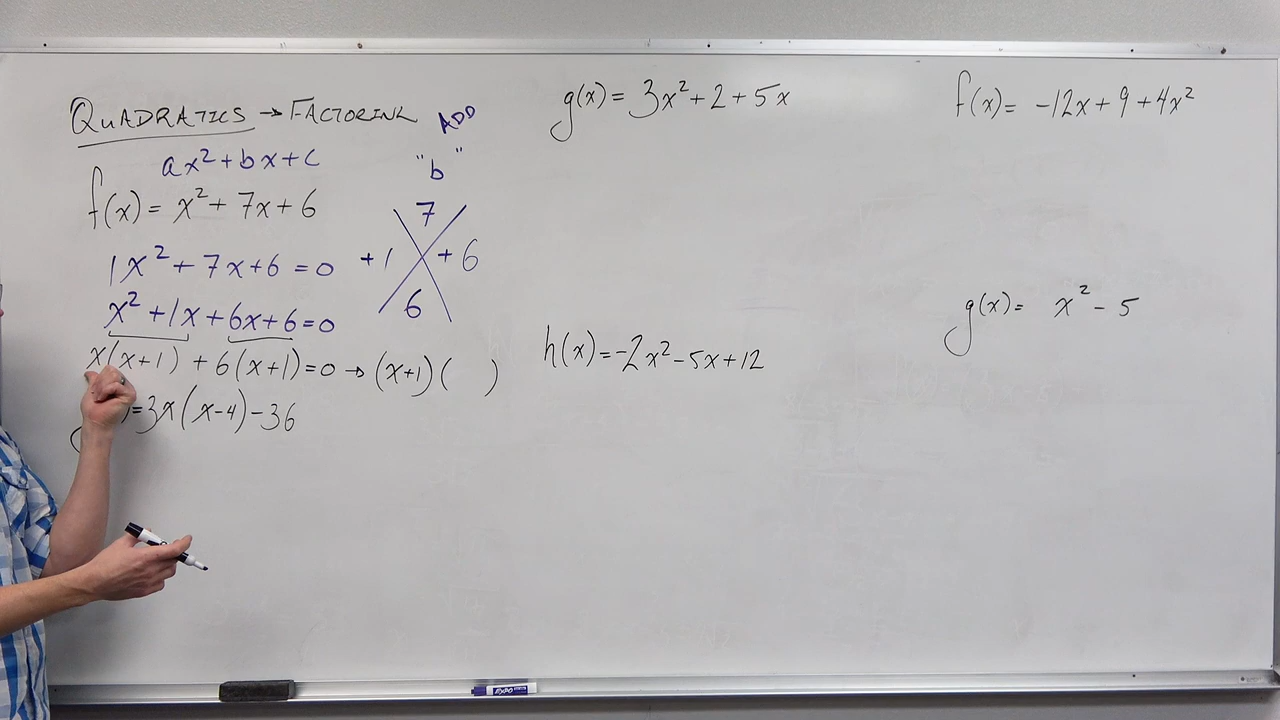 QUADRATICS → FACTORING
ax² + bx + c
f(x) = x² + 7x + 6
1x² + 7x + 6 = 0
x² + 1x + 6x + 6 = 0
x(x+1) + 6(x+1) = 0 → (x+1)( )
= 3x(x-4) - 36
ADD
"b"
7
+1 +6
6
g(x) = 3x² + 2 + 5x
h(x) = -2x² - 5x + 12
f(x) = -12x + 9 + 4x²
g(x) = x² - 5
EXPO